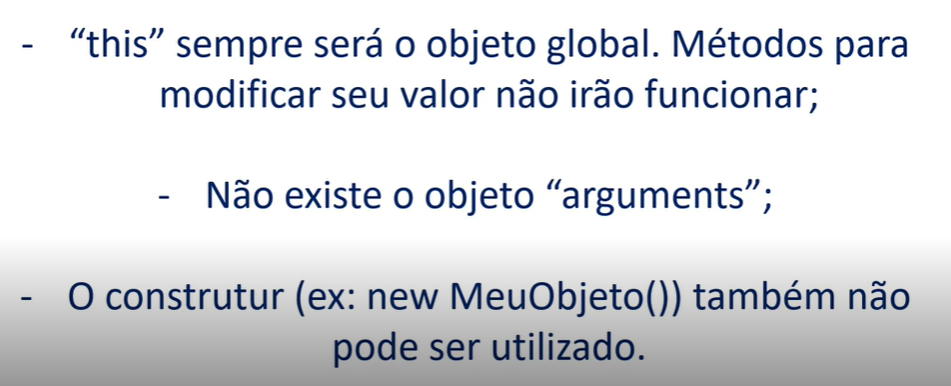 - “this” sempre será o objeto global. Métodos para
modificar seu valor não irão funcionar;
- Não existe o objeto “arguments”;
- O construtur (ex: new MeuObjeto()) também não
pode ser utilizado.